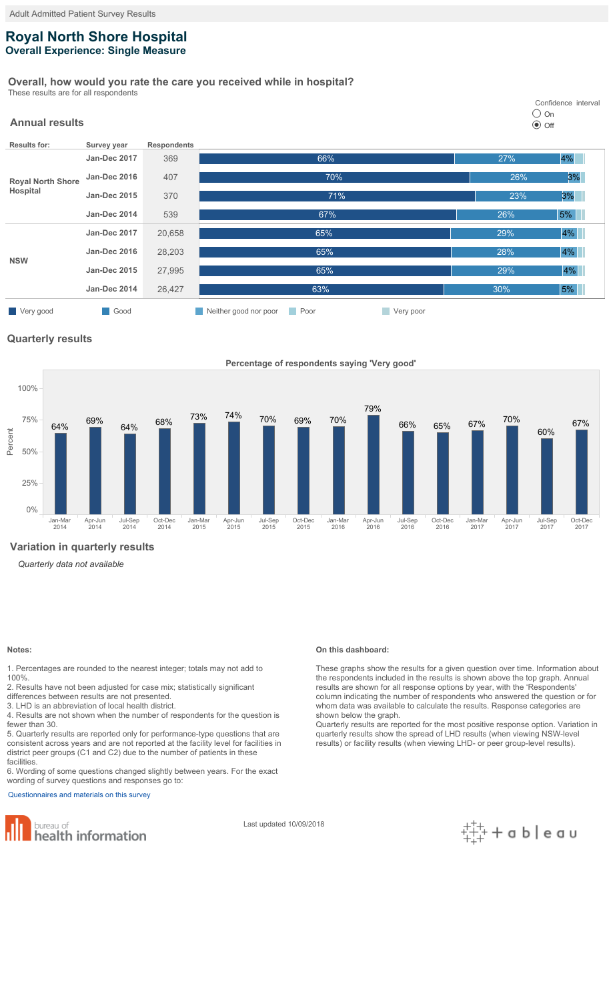 Adult Admitted Patient Survey Results
Royal North Shore Hospital
Overall Experience: Single Measure
Overall, how would you rate the care you received while in hospital?
These results are for all respondents
Confidence interval
On
Off
Annual results
Results for: Survey year Respondents
Jan-Dec 2017 369 66% 27% 4%
Royal North Shore Hospital
Jan-Dec 2016 407 70% 26% 3%
Jan-Dec 2015 370 71% 23% 3%
Jan-Dec 2014 539 67% 26% 5%
NSW
Jan-Dec 2017 20,658 65% 29% 4%
Jan-Dec 2016 28,203 65% 28% 4%
Jan-Dec 2015 27,995 65% 29% 4%
Jan-Dec 2014 26,427 63% 30% 5%
Very good Good Neither good nor poor Poor Very poor
Quarterly results
Percentage of respondents saying 'Very good'
Percent
100%
75%
50%
25%
0%
64% 69% 64% 68% 73% 74% 70% 69% 70% 79% 66% 65% 67% 70% 60% 67%
Jan-Mar Apr-Jun Jul-Sep Oct-Dec Jan-Mar Apr-Jun Jul-Sep Oct-Dec Jan-Mar Apr-Jun Jul-Sep Oct-Dec Jan-Mar Apr-Jun Jul-Sep Oct-Dec
2014 2014 2014 2014 2015 2015 2015 2015 2016 2016 2016 2016 2017 2017 2017 2017
Variation in quarterly results
Quarterly data not available
Notes:
1. Percentages are rounded to the nearest integer; totals may not add to
100%.
2. Results have not been adjusted for case mix; statistically significant
differences between results are not presented.
3. LHD is an abbreviation of local health district.
4. Results are not shown when the number of respondents for the question is
fewer than 30.
5. Quarterly results are reported only for performance-type questions that are
consistent across years and are not reported at the facility level for facilities in
district peer groups (C1 and C2) due to the number of patients in these
facilities.
6. Wording of some questions changed slightly between years. For the exact
wording of survey questions and responses go to:
Questionnaires and materials on this survey
On this dashboard:
These graphs show the results for a given question over time. Information about
the respondents included in the results is shown above the top graph. Annual
results are shown for all response options by year, with the ‘Respondents’
column indicating the number of respondents who answered the question or for
whom data was available to calculate the results. Response categories are
shown below the graph.
Quarterly results are reported for the most positive response option. Variation in
quarterly results show the spread of LHD results (when viewing NSW-level
results) or facility results (when viewing LHD- or peer group-level results).
bureau of
health information
Last updated 10/09/2018
+ableau